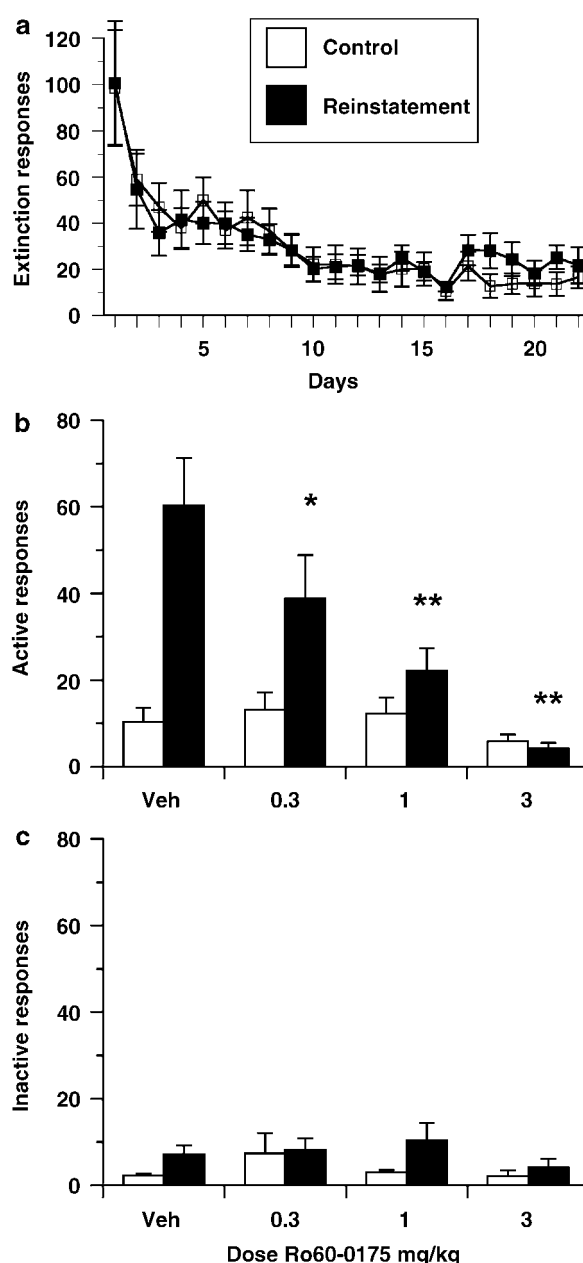 a
120
100
80
60
40
20
0
Extinction responses
Control
Reinstatement
5 10 15 20
Days
b
80
60
40
20
0
Active responses
*
**
**
Veh 0.3 1 3
c
80
60
40
20
0
Inactive responses
Veh 0.3 1 3
Dose Ro60-0175 mg/kg